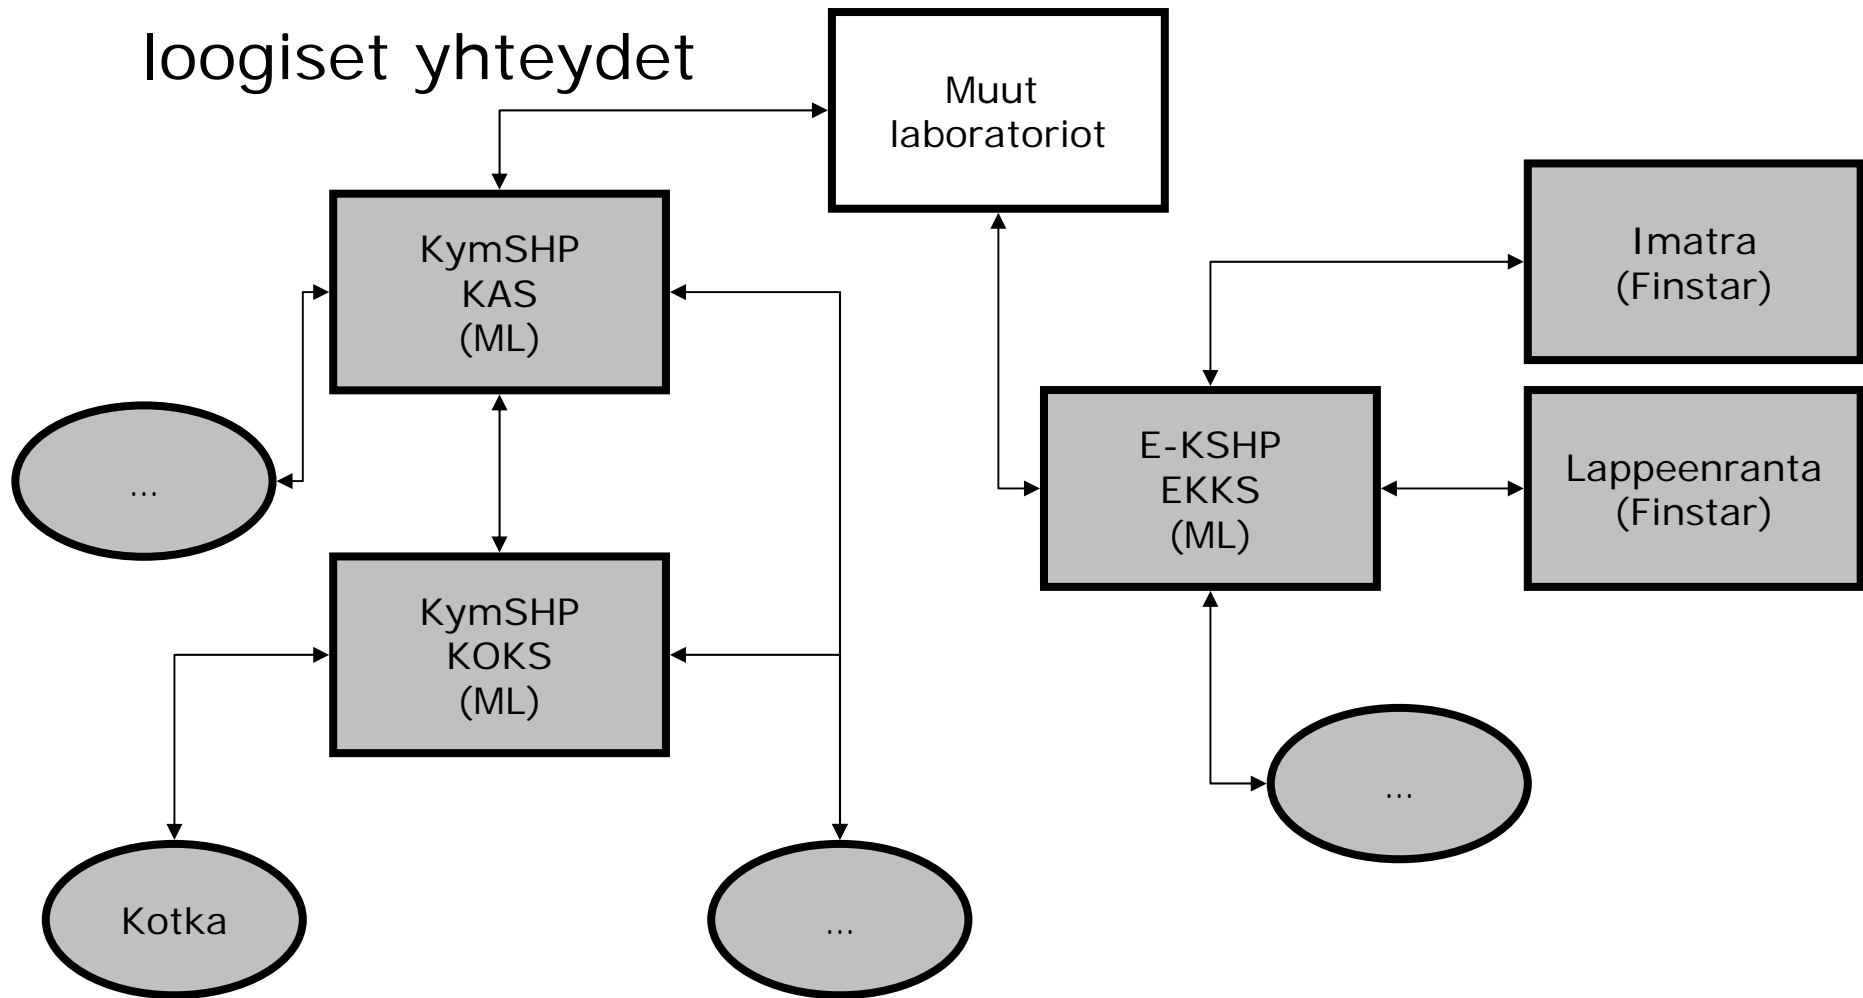 loogiset yhteydet
Muut
laboratoriot
KymSHP
KAS
(ML)
Imatra
(Finstar)
E-KSHP
EKKS
(ML)
Lappeenranta
(Finstar)
...
KymSHP
KOKS
(ML)
...
Kotka
...